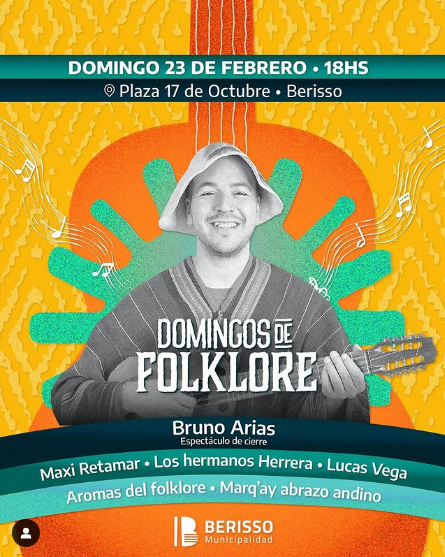 DOMINGO 23 DE FEBRERO • 18HS
Plaza 17 de Octubre • Berisso
DOMINGOS DE
FOLKLORE
Bruno Arias
Espectáculo de cierre
Maxi Retamar • Los hermanos Herrera • Lucas Vega
Aromas del folklore • Marq'ay abrazo andino
BERISSO
Municipalidad